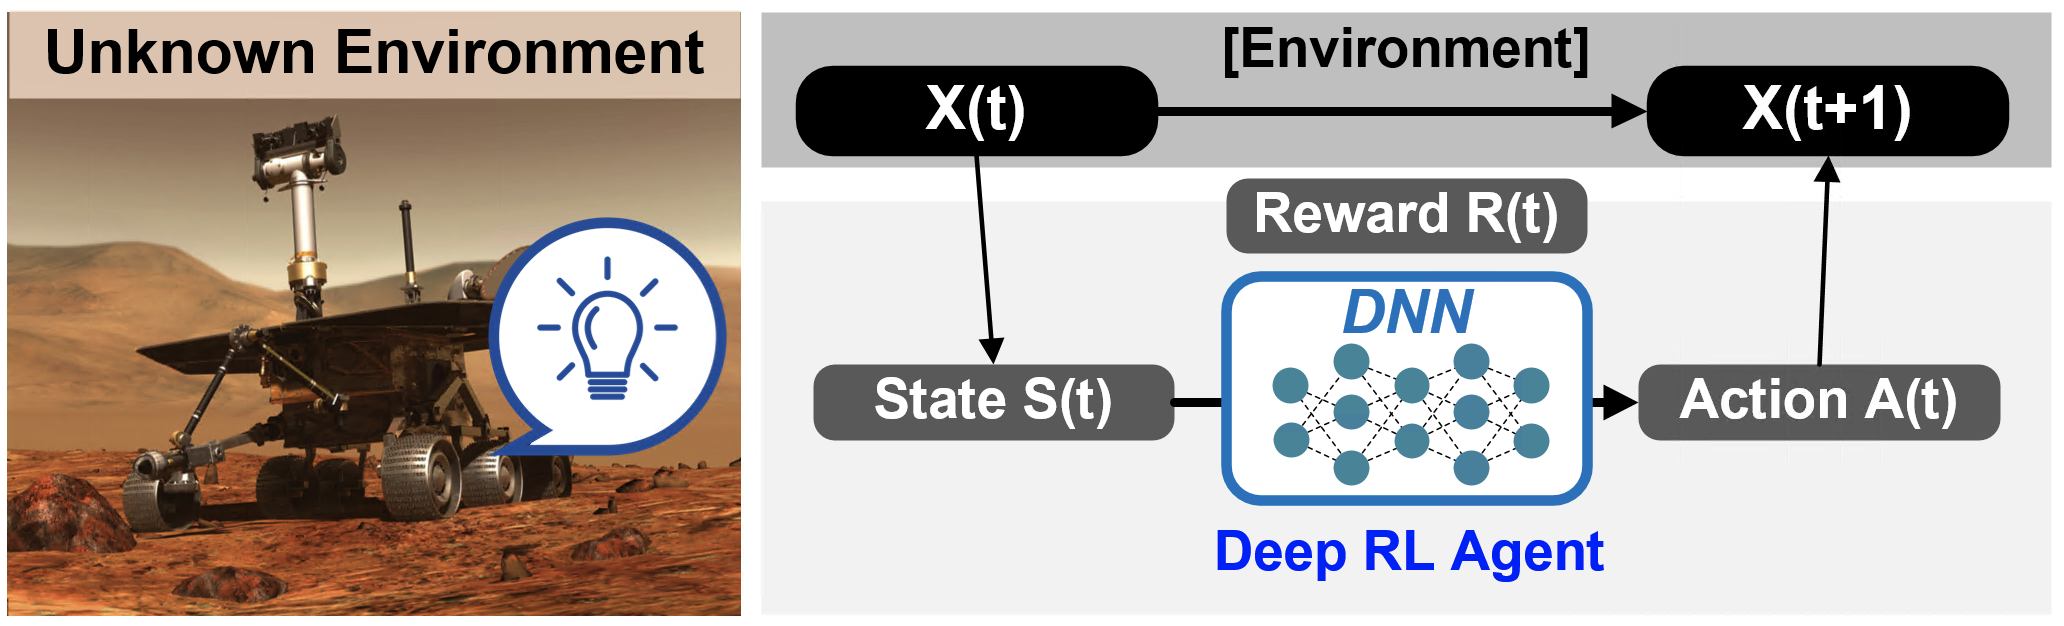 Unknown Environment
[Environment]
X(t)
X(t+1)
Reward R(t)
DNN
State S(t)
Action A(t)
Deep RL Agent